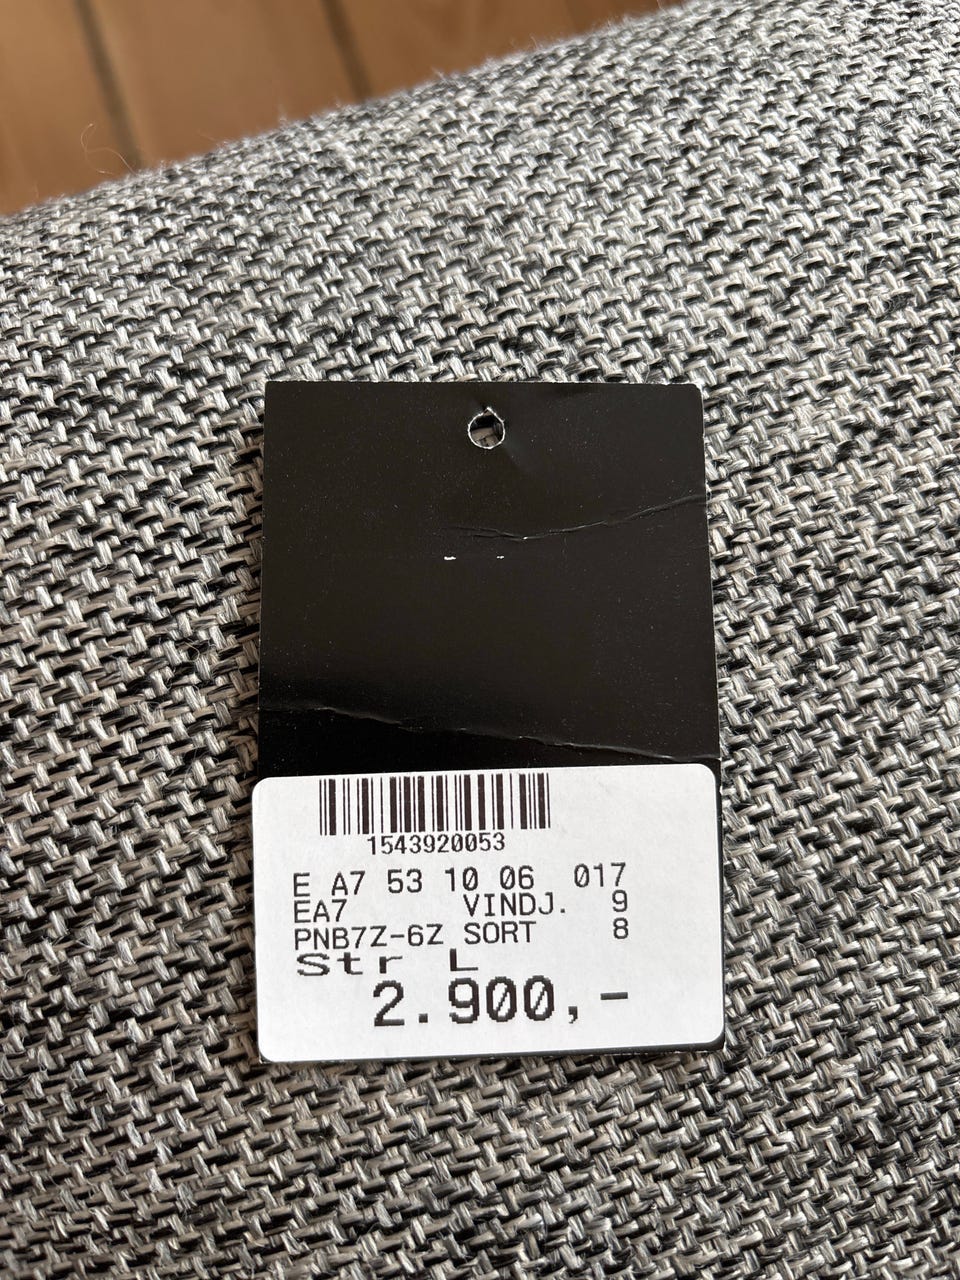 1543920053
E A7 53 10 06 017
EA7 VINDJ. 9
PNB7Z-6Z SORT 8
Str L
2.900,-